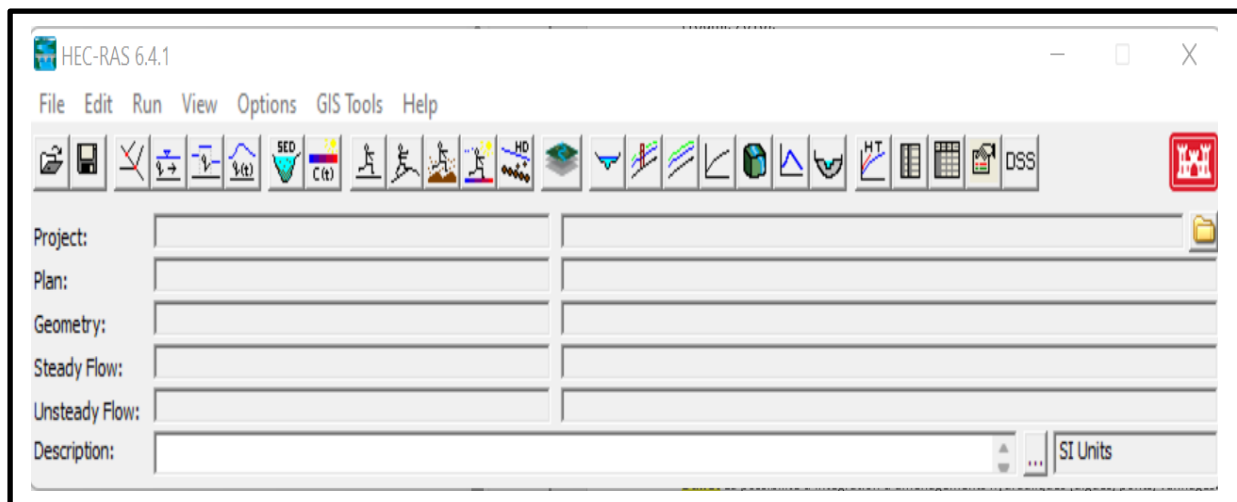 HEC-RAS 6.4.1
File Edit Run View Options GIS Tools Help
SED C(t) HD HT DSS
Project:
Plan:
Geometry:
Steady Flow:
Unsteady Flow:
Description: ... SI Units